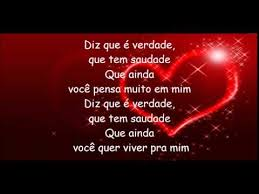 Diz que é verdade,
que tem saudade
Que ainda
você pensa muito em mim
Diz que é verdade,
que tem saudade
Que ainda
você quer viver pra mim